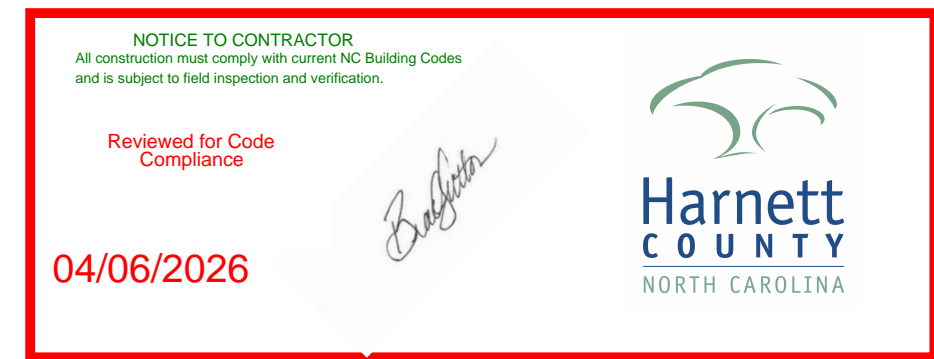 NOTICE TO CONTRACTOR
All construction must comply with current NC Building Codes
and is subject to field inspection and verification.
Reviewed for Code
Compliance
04/06/2026
Harnett
COUNTY
NORTH CAROLINA